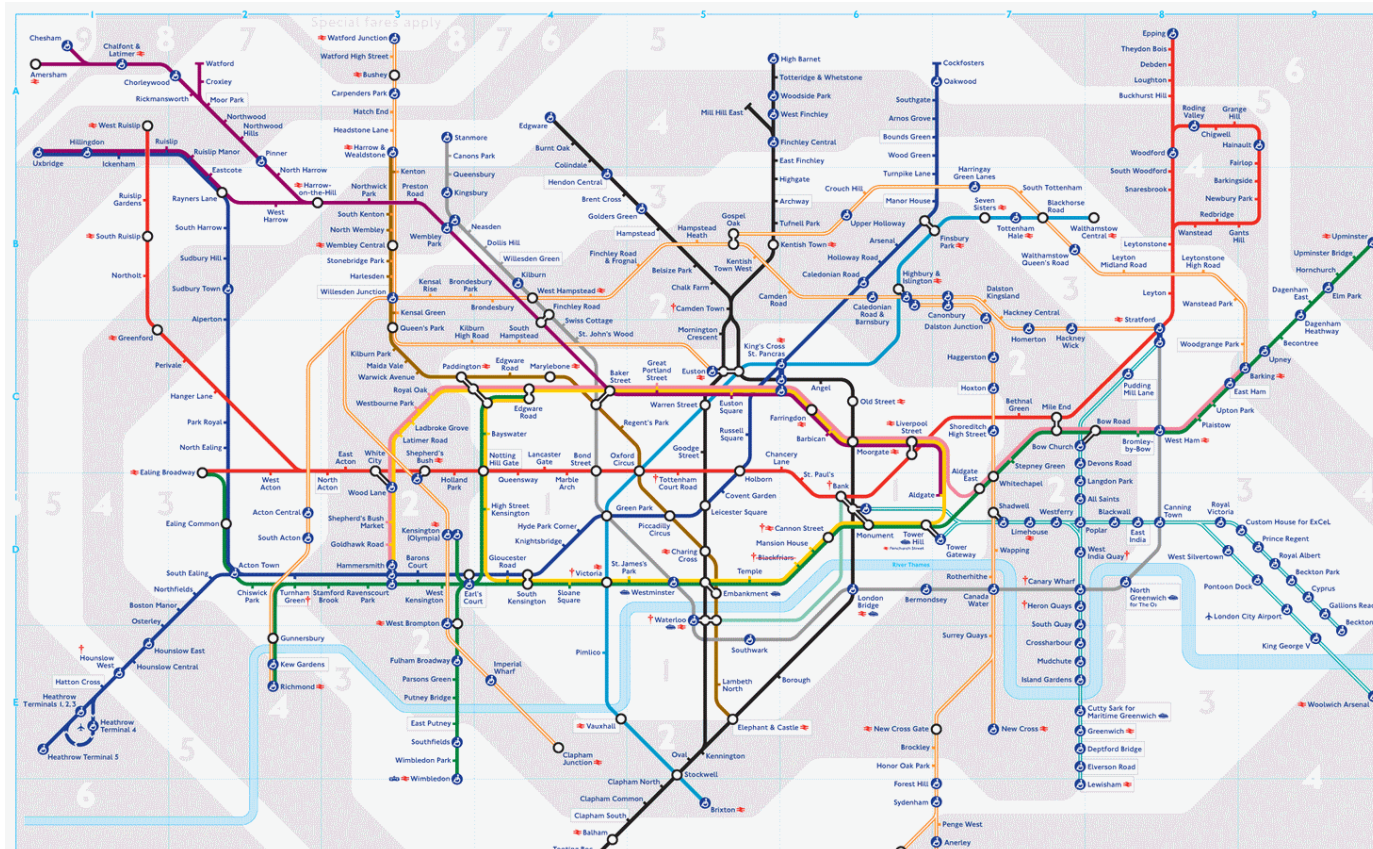 1
2
3
4
5
6
7
8
9
Special fares apply
9
8
7
8
7
6
5
6
Chesham
Chalfont &
Latimer
Amersham
Chorleywood
Rickmansworth
Watford
Croxley
Moor Park
Northwood
Northwood
Hills
Pinner
North Harrow
Harrow-
on-the-Hill
Northwick
Park
Preston
Road
West Ruislip
Hillingdon
Uxbridge
Ickenham
Ruislip
Ruislip Manor
Eastcote
Rayners Lane
West
Harrow
Ruislip
Gardens
South Ruislip
Northolt
Greenford
Perivale
Hanger Lane
South Harrow
Sudbury Hill
Sudbury Town
Alperton
Park Royal
North Ealing
Ealing Broadway
West
Acton
North
Acton
East
Acton
White
City
Shepherd's
Bush
Holland
Park
Ealing Common
Acton Central
South Acton
Wood Lane
Shepherd's Bush
Market
Goldhawk Road
Hammersmith
Watford Junction
Watford High Street
Bushey
Carpenders Park
Hatch End
Headstone Lane
Harrow &
Wealdstone
Kenton
South Kenton
North Wembley
Wembley Central
Stonebridge Park
Harlesden
Willesden Junction
Kensal Green
Queen's Park
Kilburn Park
Maida Vale
Warwick Avenue
Paddington
Stanmore
Canons Park
Queensbury
Kingsbury
Wembley
Park
Neasden
Dollis Hill
Willesden Green
Kilburn
West Hampstead
Finchley Road
Swiss Cottage
St. John's Wood
Kensal
Rise
Brondesbury
Park
Brondesbury
Kilburn
High Road
South
Hampstead
Finchley Road
& Frognal
Hampstead
Heath
Gospel
Oak
Kentish
Town West
Camden
Road
Caledonian
Road &
Barnsbury
Highbury &
Islington
Canonbury
Dalston
Kingsland
Dalston Junction
Hackney Central
Homerton
Hackney
Wick
Stratford
Edgware
Burnt Oak
Colindale
Hendon Central
Brent Cross
Golders Green
Hampstead
Belsize Park
Chalk Farm
Camden Town
Mornington
Crescent
Euston
High Barnet
Totteridge & Whetstone
Woodside Park
Mill Hill East
West Finchley
Finchley Central
East Finchley
Highgate
Archway
Tufnell Park
Kentish Town
Cockfosters
Oakwood
Southgate
Arnos Grove
Bounds Green
Wood Green
Turnpike Lane
Manor House
Finsbury
Park
Arsenal
Holloway Road
Caledonian Road
King's Cross
St. Pancras
Crouch Hill
Upper Holloway
Harringay
Green Lanes
South Tottenham
Seven
Sisters
Tottenham
Hale
Blackhorse
Road
Walthamstow
Central
Walthamstow
Queen's Road
Leyton
Midland Road
Leytonstone
High Road
Wanstead Park
Woodgrange Park
Barking
Epping
Theydon Bois
Debden
Loughton
Buckhurst Hill
Roding
Valley
Chigwell
Grange
Hill
Hainault
Fairlop
Barkingside
Newbury Park
Redbridge
Gants
Hill
Wanstead
Woodford
South Woodford
Snaresbrook
Leytonstone
Leyton
Upminster
Upminster Bridge
Hornchurch
Elm Park
Dagenham
East
Dagenham
Heathway
Becontree
Upney
East Ham
Upton Park
Plaistow
West Ham
Bromley-
by-Bow
Bow Road
Bow Church
Mile End
Bethnal
Green
Stepney Green
Whitechapel
Aldgate
East
Aldgate
Pudding
Mill Lane
Devons Road
Langdon Park
All Saints
Poplar
Blackwall
East
India
Canning
Town
Royal
Victoria
Custom House for ExCeL
Prince Regent
Royal Albert
Beckton Park
Cyprus
Gallions Reach
Beckton
West Silvertown
Pontoon Dock
London City Airport
King George V
Woolwich Arsenal
Edgware
Road
Marylebone
Baker
Street
Great
Portland
Street
Euston
Square
Warren Street
Angel
Old Street
Farringdon
Barbican
Moorgate
Liverpool
Street
Royal Oak
Westbourne Park
Ladbroke Grove
Latimer Road
Edgware
Road
Bayswater
Notting
Hill Gate
Queensway
Lancaster
Gate
Marble
Arch
Bond
Street
Oxford
Circus
Regent's Park
Tottenham
Court Road
Goodge
Street
Russell
Square
Holborn
Chancery
Lane
St. Paul's
Bank
Covent Garden
Leicester Square
Piccadilly
Circus
Green Park
Hyde Park Corner
Knightsbridge
High Street
Kensington
Kensington
(Olympia)
Barons
Court
Gloucester
Road
Earl's
Court
South
Kensington
Sloane
Square
Victoria
St. James's
Park
Westminster
Embankment
Charing
Cross
Temple
Blackfriars
Mansion House
Cannon Street
Monument
Tower
Hill
Fenchurch Street
Tower
Gateway
Shadwell
Limehouse
Westferry
West
India Quay
Canary Wharf
Heron Quays
South Quay
Crossharbour
Mudchute
Island Gardens
Cutty Sark for
Maritime Greenwich
Greenwich
Deptford Bridge
Elverson Road
Lewisham
North
Greenwich
for The O2
Haggerston
Hoxton
Shoreditch
High Street
Wapping
Rotherhithe
Canada
Water
Surrey Quays
New Cross Gate
New Cross
Brockley
Honor Oak Park
Forest Hill
Sydenham
Penge West
Anerley
River Thames
London
Bridge
Bermondsey
Waterloo
Southwark
Lambeth
North
Borough
Elephant & Castle
Pimlico
Vauxhall
Oval
Kennington
Stockwell
Clapham North
Clapham Common
Clapham South
Balham
Brixton
South Ealing
Acton Town
Northfields
Boston Manor
Osterley
Hounslow East
Hounslow Central
Hounslow
West
Hatton Cross
Heathrow
Terminals 1, 2, 3
Heathrow
Terminal 4
Heathrow Terminal 5
Chiswick
Park
Turnham
Green
Stamford
Brook
Ravenscourt
Park
West
Kensington
Gunnersbury
Kew Gardens
Richmond
West Brompton
Fulham Broadway
Parsons Green
Putney Bridge
East Putney
Southfields
Wimbledon Park
Wimbledon
Imperial
Wharf
Clapham
Junction
A
B
C
D
E